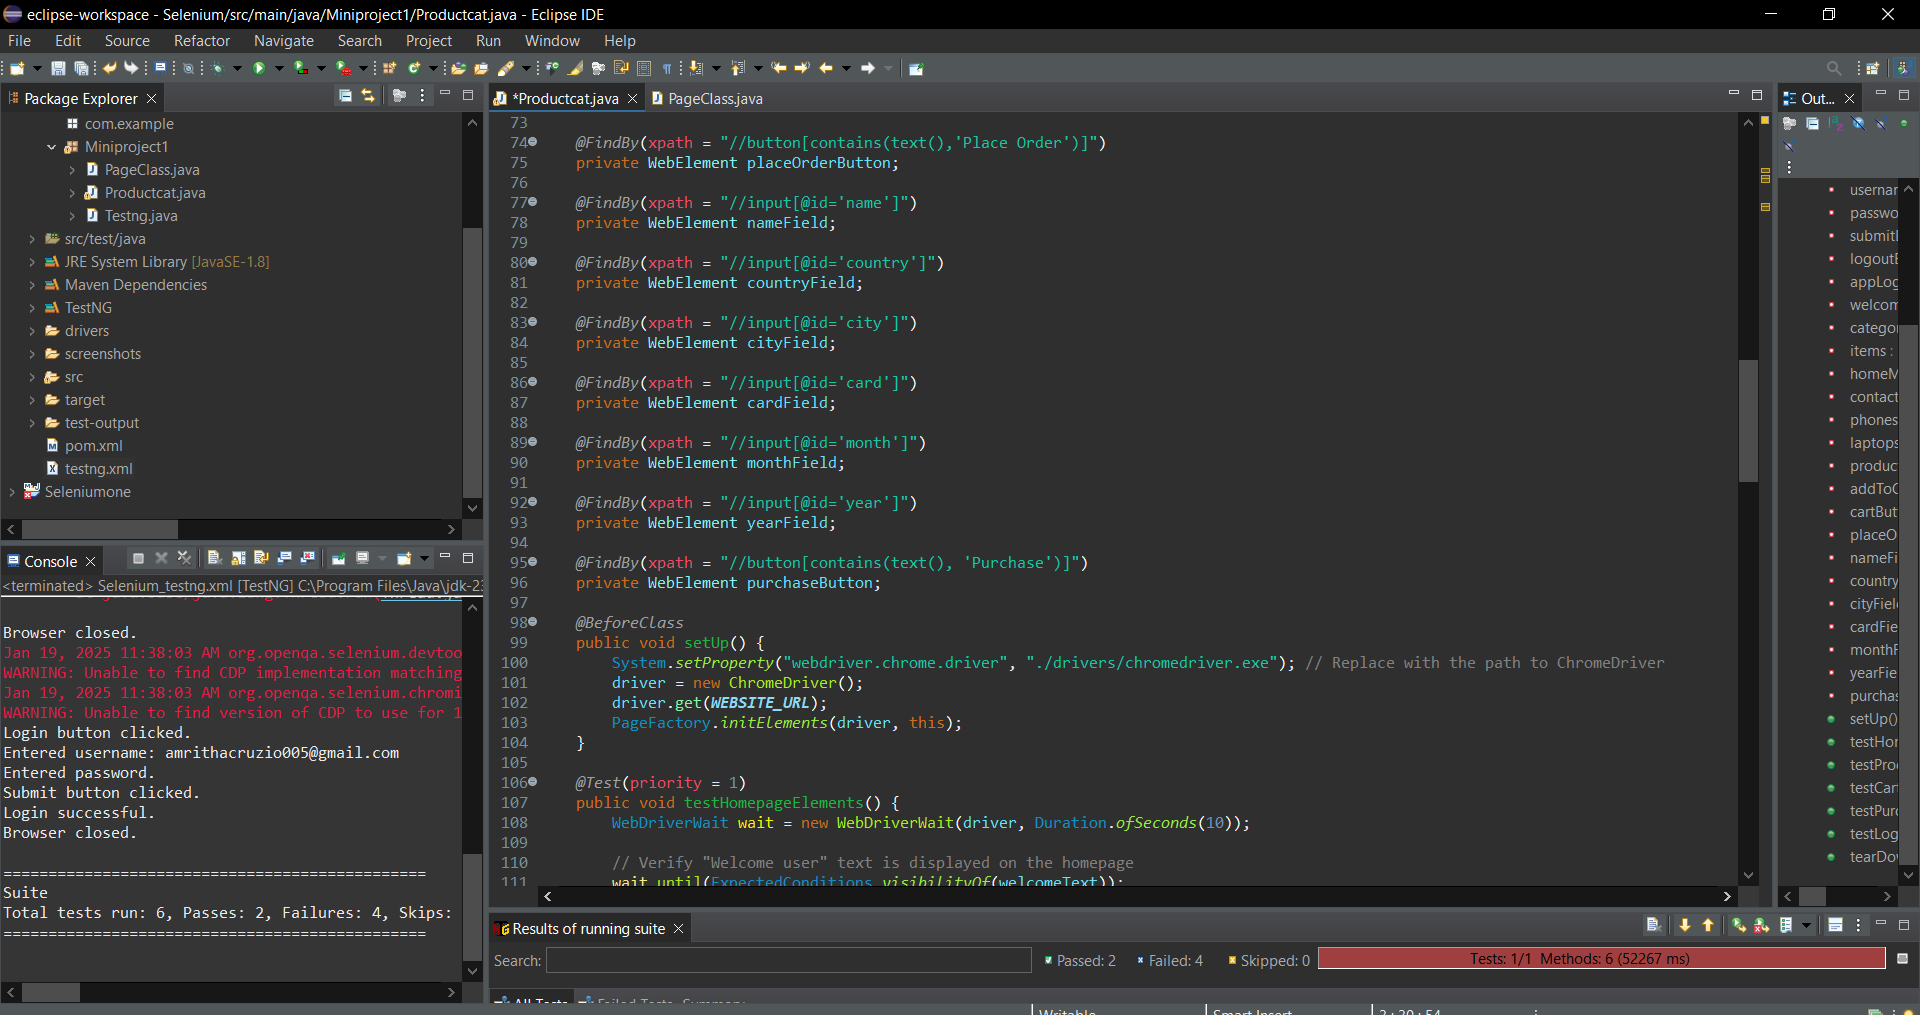 eclipse-workspace - Selenium/src/main/java/Miniproject1/Productcat.java - Eclipse IDE
File Edit Source Refactor Navigate Search Project Run Window Help
Package Explorer
com.example
Miniproject1
PageClass.java
Productcat.java
Testng.java
src/test/java
JRE System Library [JavaSE-1.8]
Maven Dependencies
TestNG
drivers
screenshots
src
target
test-output
pom.xml
testng.xml
Seleniumone
*Productcat.java PageClass.java
73
74 @FindBy(xpath = "//button[contains(text(),'Place Order')]")
75 private WebElement placeOrderButton;
76
77 @FindBy(xpath = "//input[@id='name']")
78 private WebElement nameField;
79
80 @FindBy(xpath = "//input[@id='country']")
81 private WebElement countryField;
82
83 @FindBy(xpath = "//input[@id='city']")
84 private WebElement cityField;
85
86 @FindBy(xpath = "//input[@id='card']")
87 private WebElement cardField;
88
89 @FindBy(xpath = "//input[@id='month']")
90 private WebElement monthField;
91
92 @FindBy(xpath = "//input[@id='year']")
93 private WebElement yearField;
94
95 @FindBy(xpath = "//button[contains(text(), 'Purchase')]")
96 private WebElement purchaseButton;
97
98 @BeforeClass
99 public void setUp() {
100 System.setProperty("webdriver.chrome.driver", "./drivers/chromedriver.exe"); // Replace with the path to ChromeDriver
101 driver = new ChromeDriver();
102 driver.get(WEBSITE_URL);
103 PageFactory.initElements(driver, this);
104 }
105
106 @Test(priority = 1)
107 public void testHomepageElements() {
108 WebDriverWait wait = new WebDriverWait(driver, Duration.ofSeconds(10));
109
110 // Verify "Welcome user" text is displayed on the homepage
111 wait.until(ExpectedConditions.visibilityOf(welcomeText));
Out...
usernar
passwo
submitl
logoutB
appLog
welcom
catego
items :
homeM
contact
phones
laptops
produc
addToC
cartBut
placeO
nameFi
country
cityFiel
cardFie
monthF
yearFie
purchas
setUp()
testHor
testPro
testCar
testPur
testLog
tearDo
Console
<terminated> Selenium_testng.xml [TestNG] C:\Program Files\Java\jdk-23
Browser closed.
Jan 19, 2025 11:38:03 AM org.openqa.selenium.devtoo
WARNING: Unable to find CDP implementation matching
Jan 19, 2025 11:38:03 AM org.openqa.selenium.chromi
WARNING: Unable to find version of CDP to use for 1
Login button clicked.
Entered username: amrithacruzio005@gmail.com
Entered password.
Submit button clicked.
Login successful.
Browser closed.
===============================================
Suite
Total tests run: 6, Passes: 2, Failures: 4, Skips:
===============================================
Results of running suite
Search: Passed: 2 Failed: 4 Skipped: 0 Tests: 1/1 Methods: 6 (52267 ms)
All Tests Failed Tests Summary
Writable Smart Insert